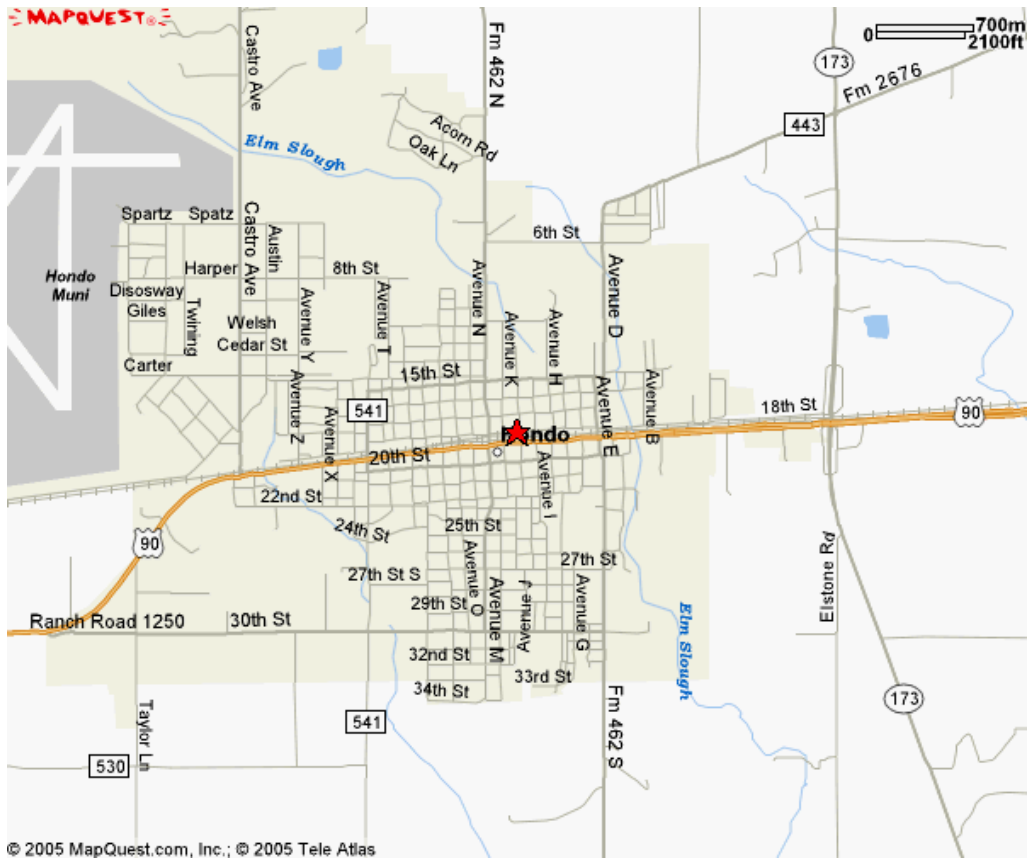 MAPQUEST®
0 700m
2100ft
Castro Ave
Fm 462 N
173
Fm 2676
443
Acorn Rd
Oak Ln
Elm Slough
Spartz
Spatz
Castro Ave
Austin
6th St
Hondo
Muni
Harper
8th St
Avenue N
Avenue D
Disosway
Giles
Twining
Avenue Y
Avenue T
Avenue K
Avenue H
Welsh
Cedar St
Carter
15th St
Avenue Z
Avenue X
541
Avenue E
Avenue B
18th St
90
Hondo
20th St
22nd St
Avenue I
24th St
25th St
90
27th St S
27th St
Avenue O
Avenue M
Avenue J
Avenue G
29th St
Elstone Rd
Ranch Road 1250
30th St
Elm Slough
32nd St
33rd St
34th St
173
Taylor Ln
541
Fm 462 S
530
© 2005 MapQuest.com, Inc.; © 2005 Tele Atlas